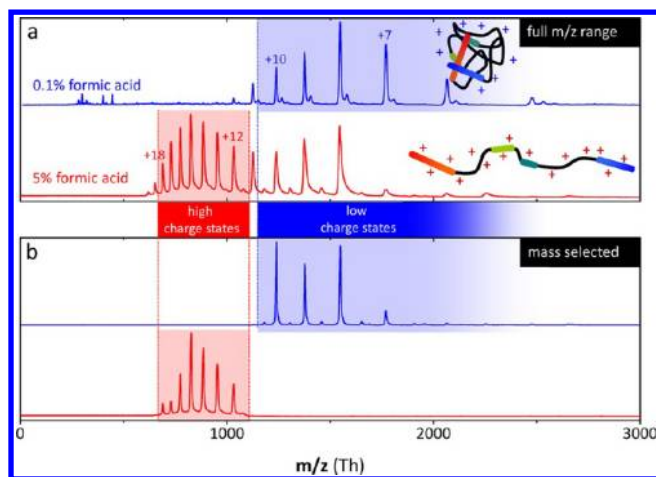 a
full m/z range
+10
+7
0.1% formic acid
+18
+12
5% formic acid
high
charge states
low
charge states
b
mass selected
0
1000
2000
3000
m/z (Th)